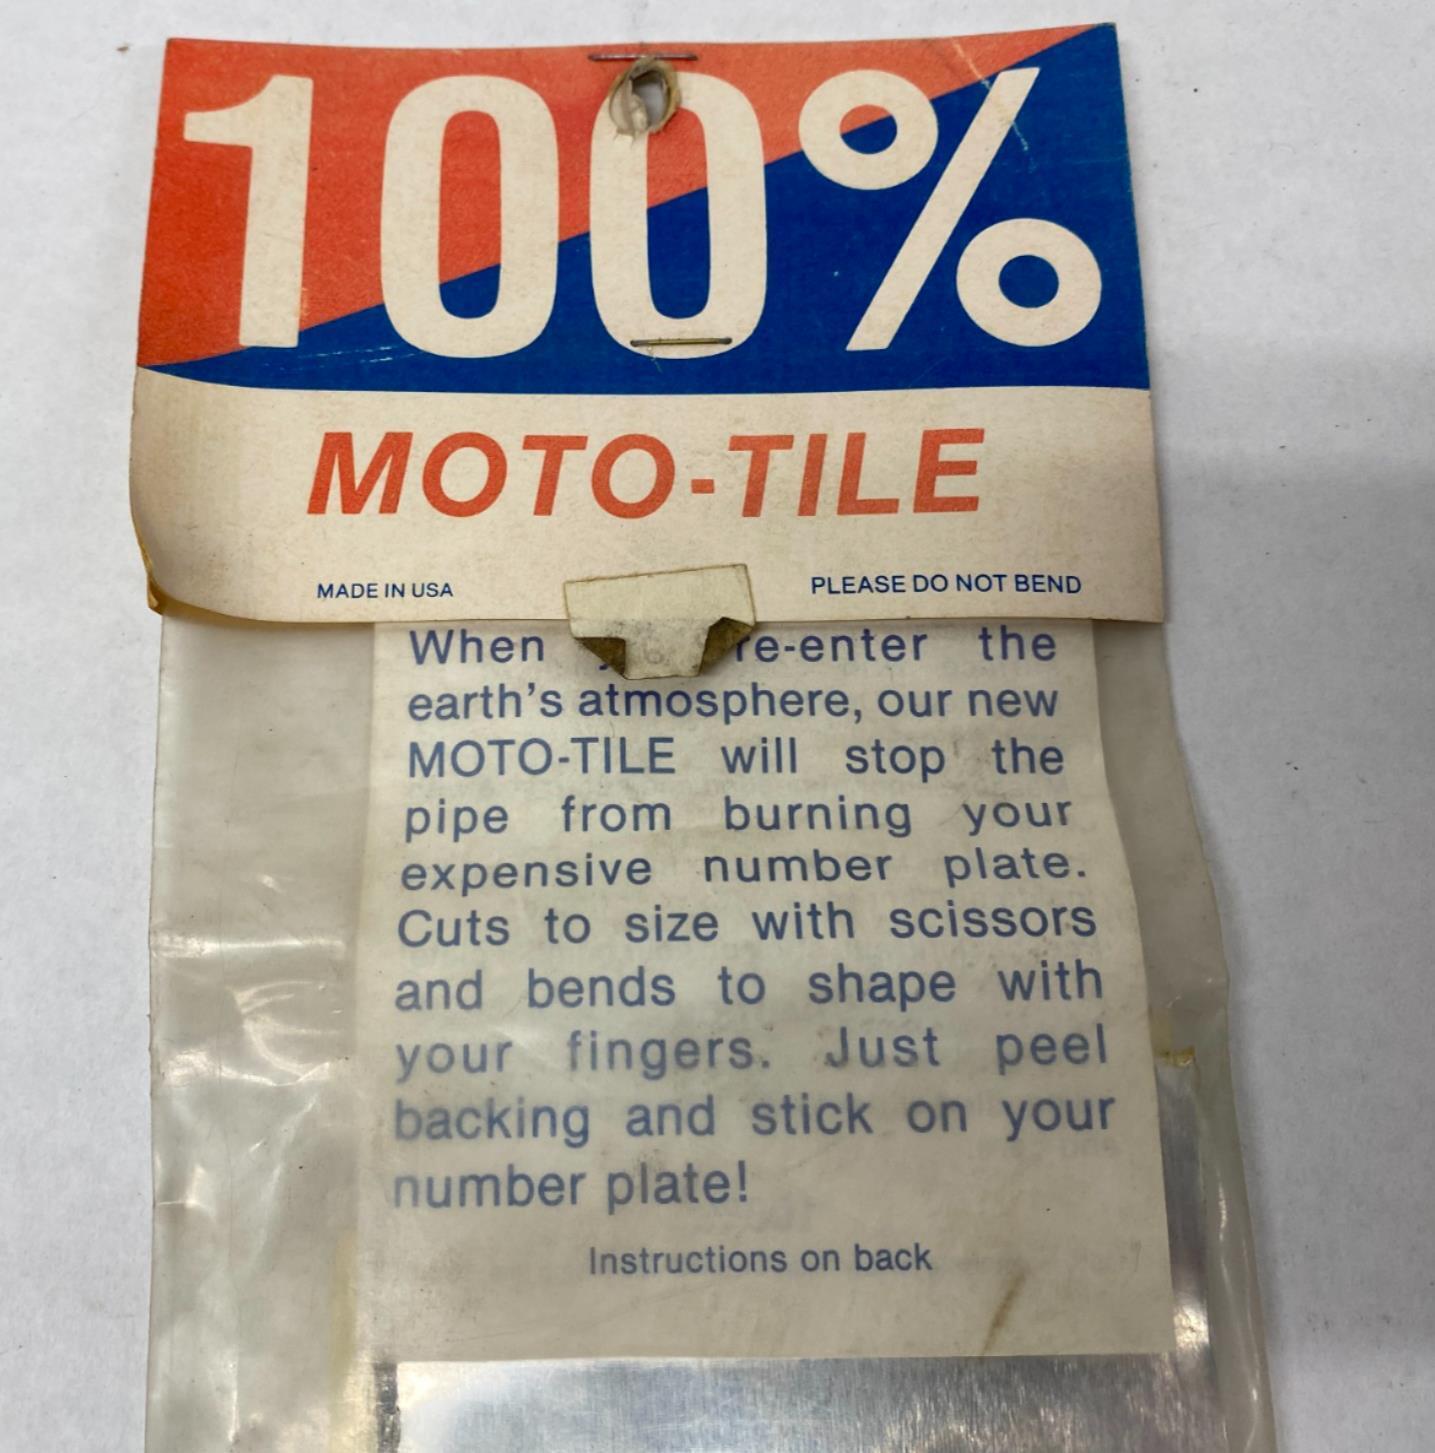 100%
MOTO-TILE
MADE IN USA
PLEASE DO NOT BEND
When re-enter the
earth's atmosphere, our new
MOTO-TILE will stop the
pipe from burning your
expensive number plate.
Cuts to size with scissors
and bends to shape with
your fingers. Just peel
backing and stick on your
number plate!
Instructions on back